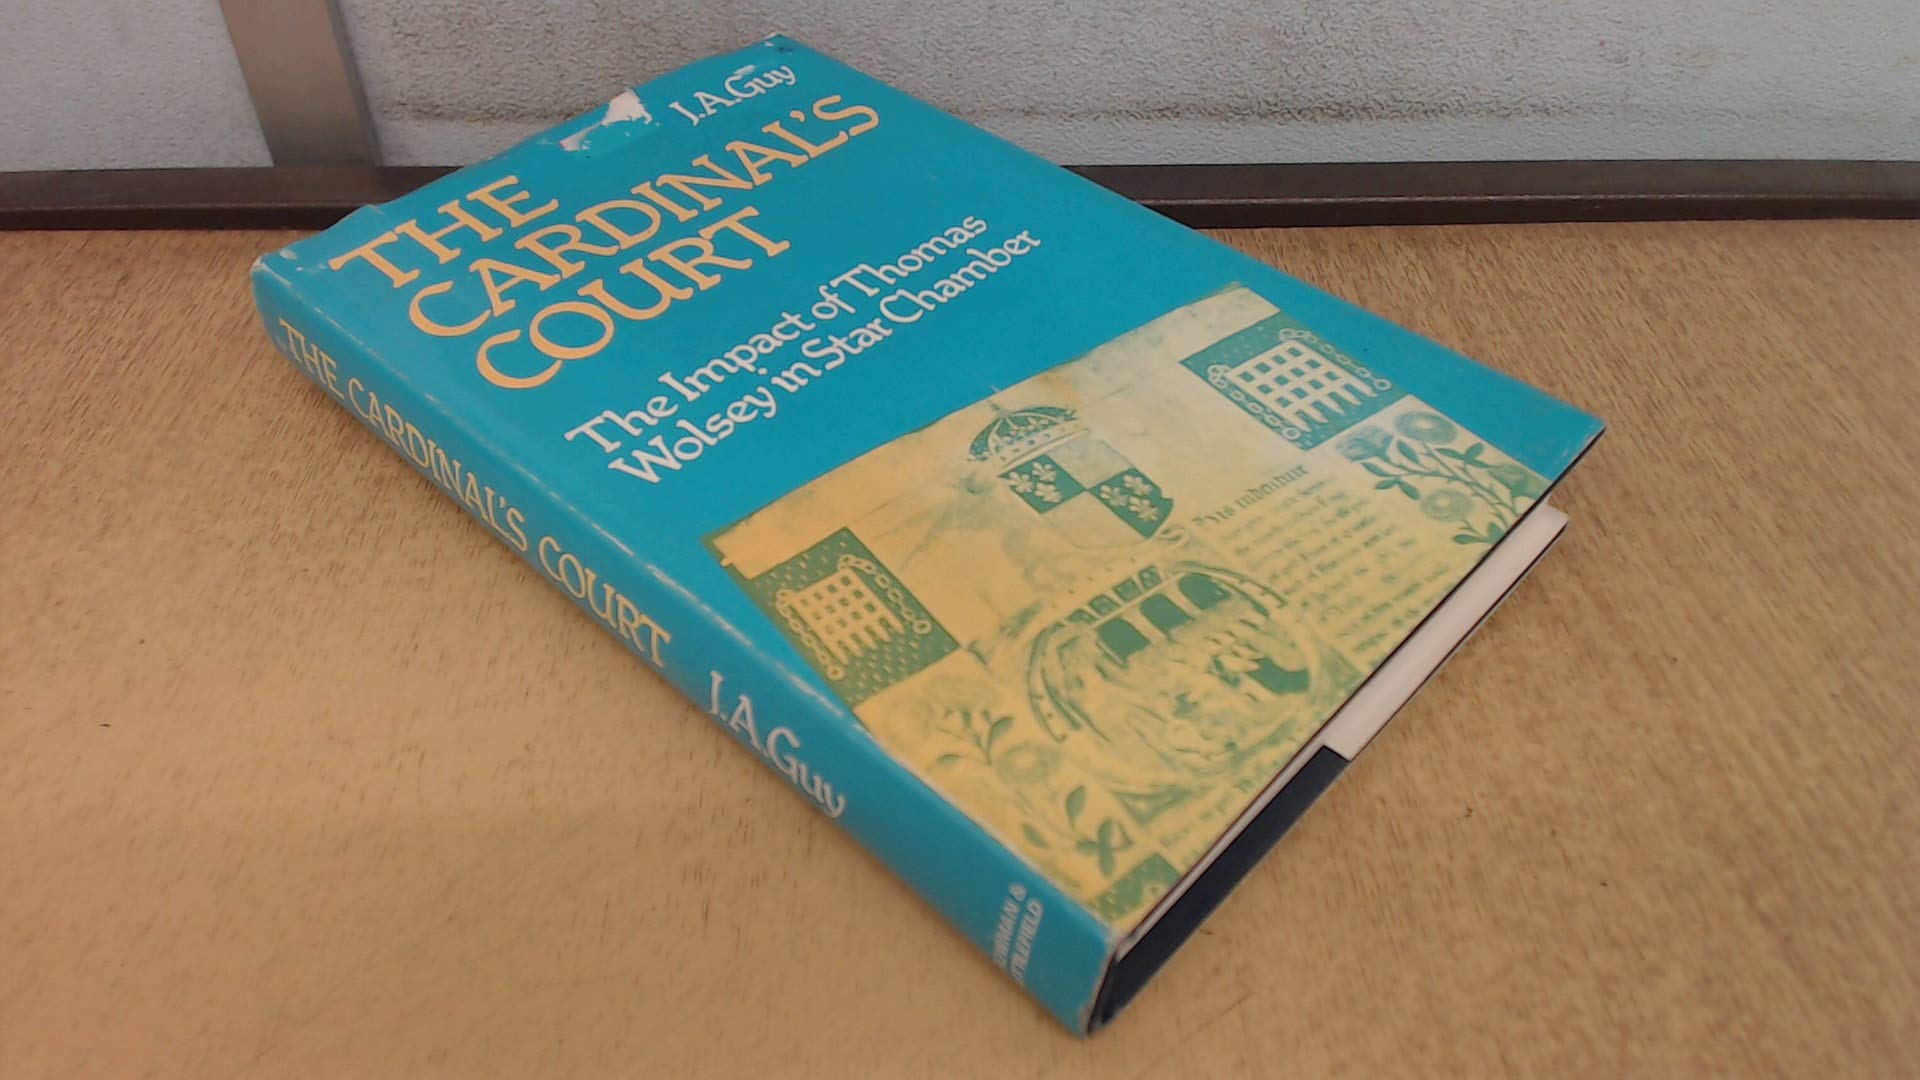 J.A.Guy
THE
CARDINAL'S
COURT
The Impact of Thomas
Wolsey in Star Chamber
THE CARDINAL'S COURT J.A.Guy